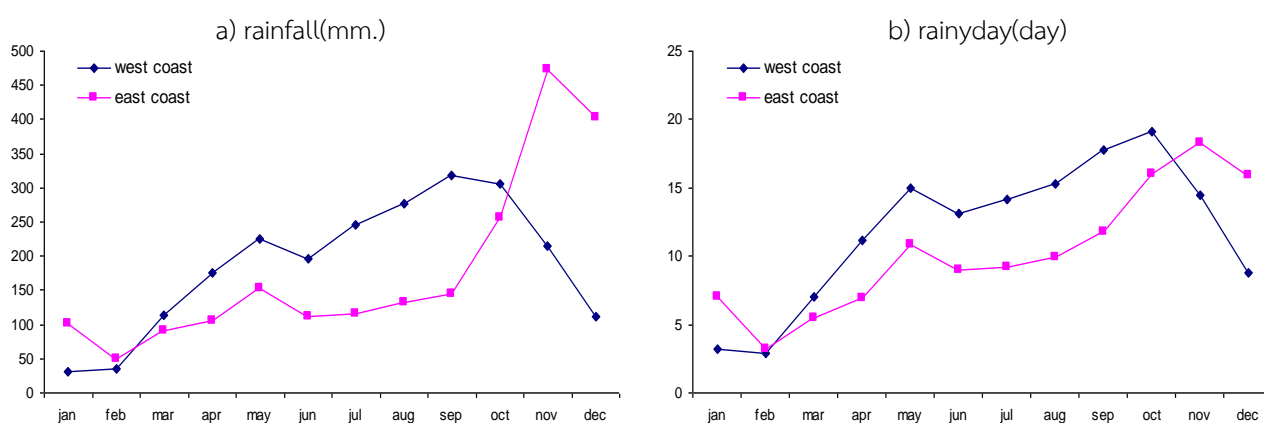 a) rainfall(mm.)
500
450
400
350
300
250
200
150
100
50
0
west coast
east coast
jan feb mar apr may jun jul aug sep oct nov dec
b) rainyday(day)
25
20
15
10
5
0
west coast
east coast
jan feb mar apr may jun jul aug sep oct nov dec